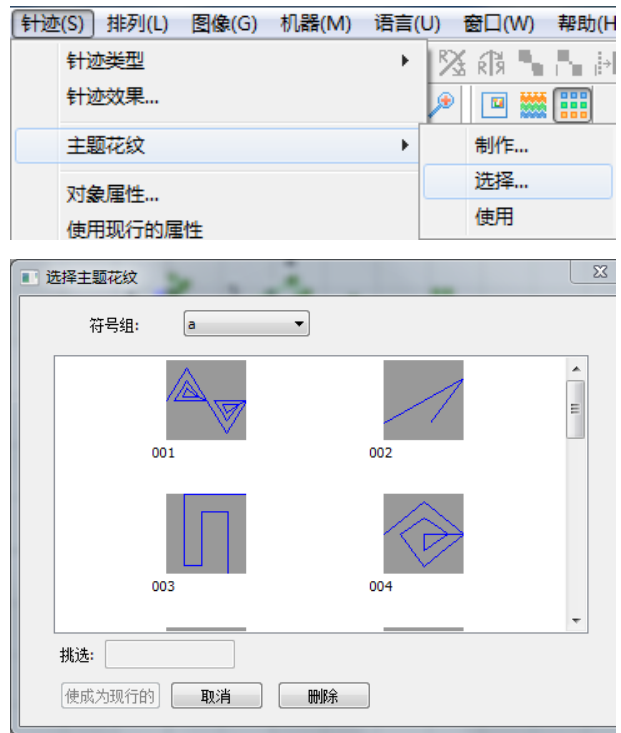 针迹(S) 排列(L) 图像(G) 机器(M) 语言(U) 窗口(W) 帮助(H
针迹类型
针迹效果...
主题花纹
制作...
选择...
对象属性...
使用
使用现行的属性
选择主题花纹
符号组: a
001 002
003 004
挑选:
使成为现行的 取消 删除